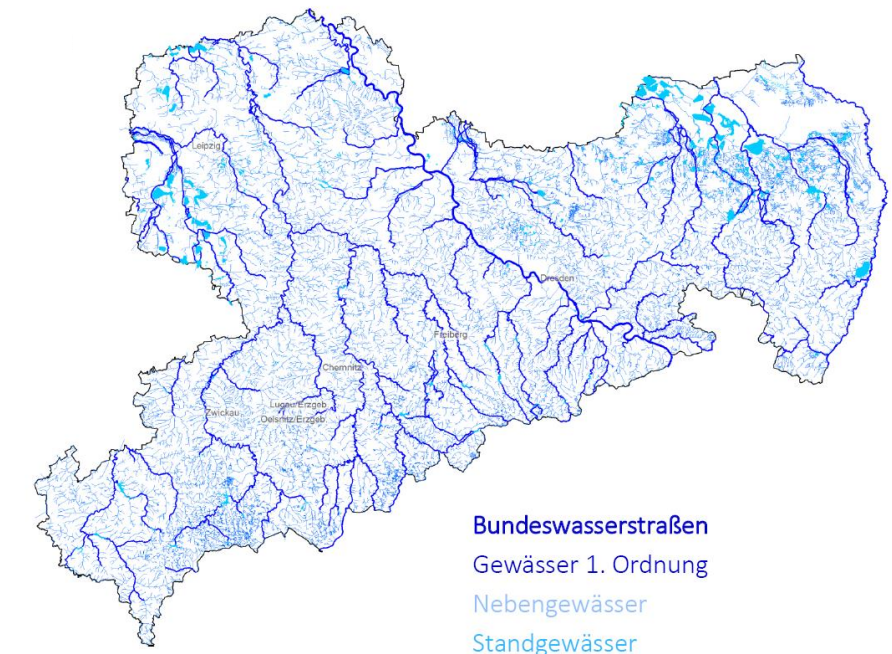 Leipzig
Dresden
Freiberg
Chemnitz
Lugau/Erzgeb.
Zwickau
Oelsnitz/Erzgeb.
Bundeswasserstraßen
Gewässer 1. Ordnung
Nebengewässer
Standgewässer